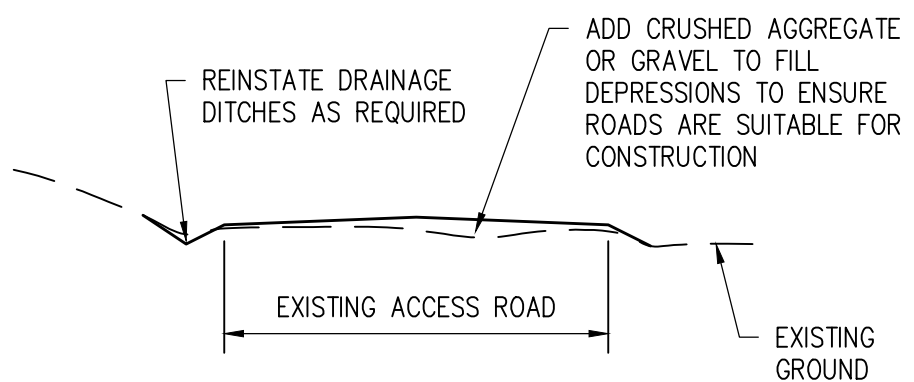 REINSTATE DRAINAGE
DITCHES AS REQUIRED
ADD CRUSHED AGGREGATE
OR GRAVEL TO FILL
DEPRESSIONS TO ENSURE
ROADS ARE SUITABLE FOR
CONSTRUCTION
EXISTING ACCESS ROAD
EXISTING
GROUND